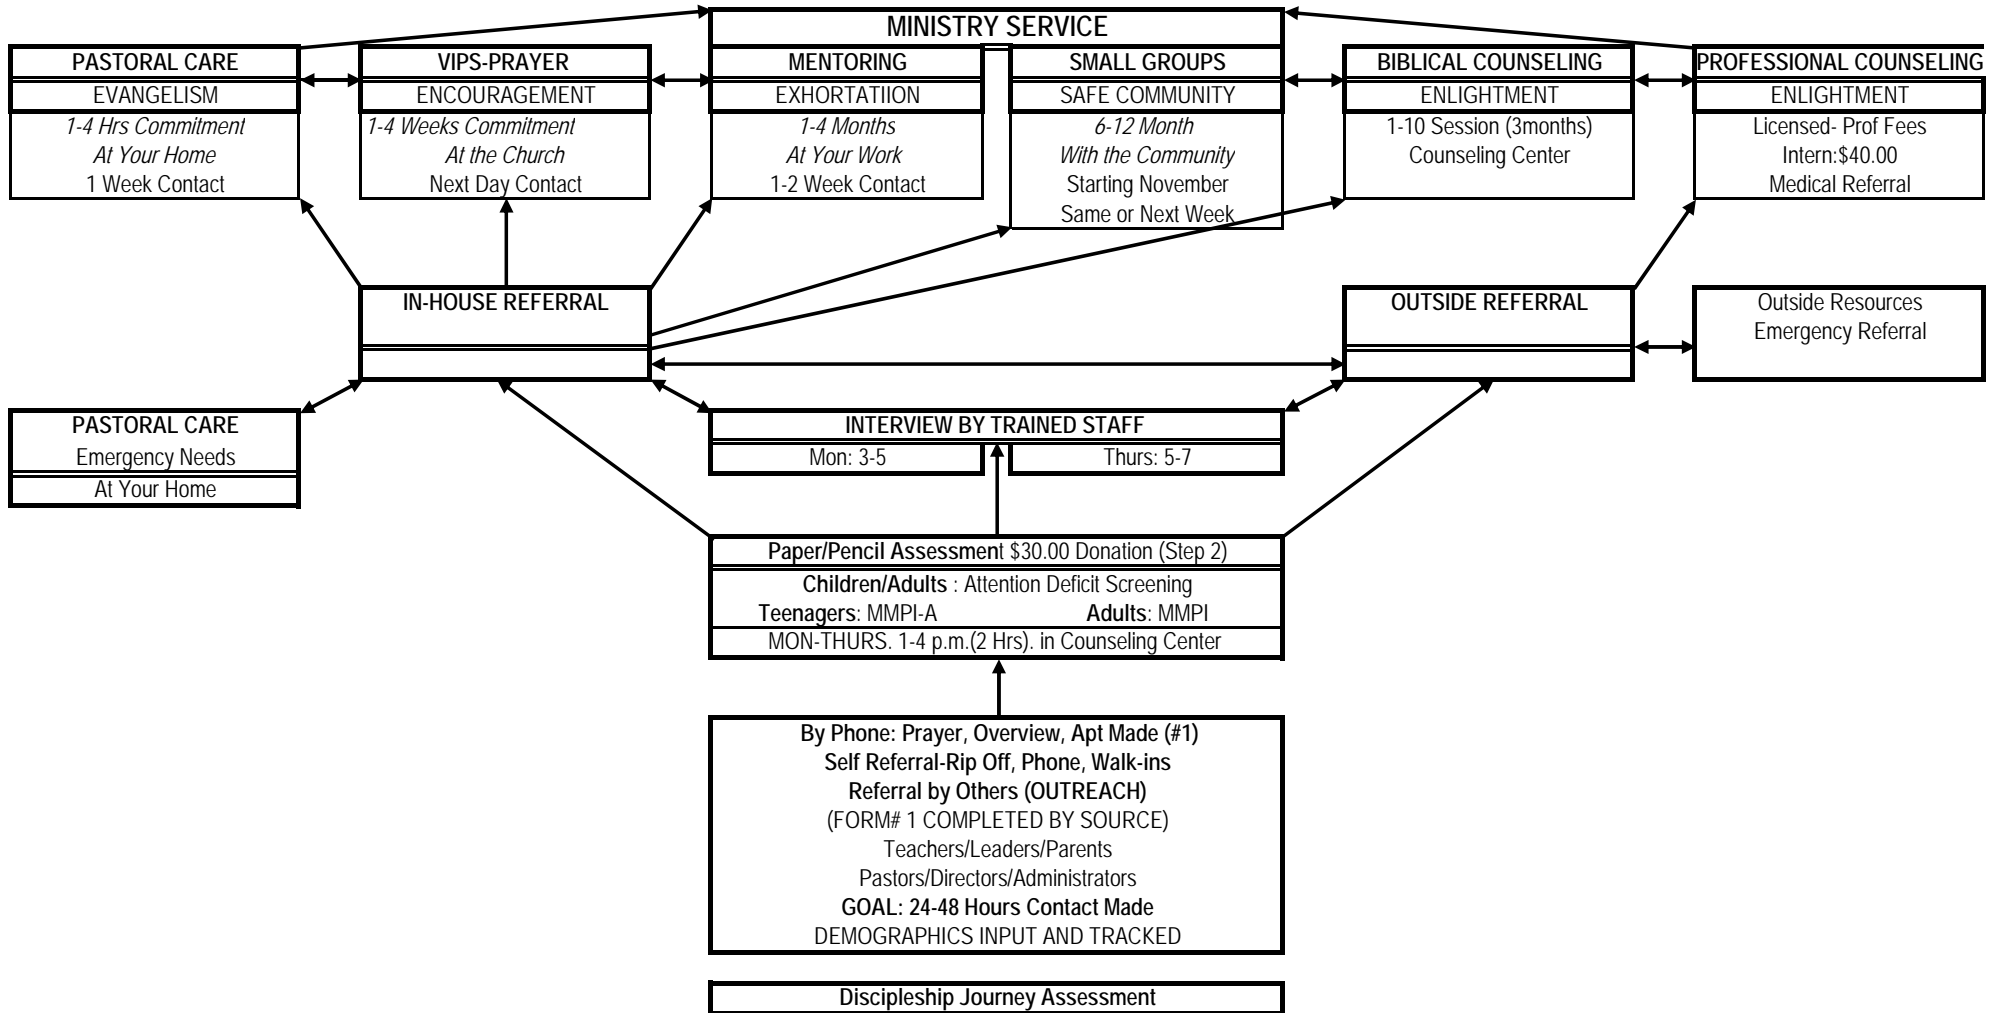 MINISTRY SERVICE
PASTORAL CARE
EVANGELISM
1-4 Hrs Commitment
At Your Home
1 Week Contact
VIPS-PRAYER
ENCOURAGEMENT
1-4 Weeks Commitment
At the Church
Next Day Contact
MENTORING
EXHORTATIION
1-4 Months
At Your Work
1-2 Week Contact
SMALL GROUPS
SAFE COMMUNITY
6-12 Month
With the Community
Starting November
Same or Next Week
BIBLICAL COUNSELING
ENLIGHTMENT
1-10 Session (3months)
Counseling Center
PROFESSIONAL COUNSELING
ENLIGHTMENT
Licensed- Prof Fees
Intern:$40.00
Medical Referral
IN-HOUSE REFERRAL
OUTSIDE REFERRAL
Outside Resources
Emergency Referral
PASTORAL CARE
Emergency Needs
At Your Home
INTERVIEW BY TRAINED STAFF
Mon: 3-5
Thurs: 5-7
Paper/Pencil Assessment $30.00 Donation (Step 2)
Children/Adults : Attention Deficit Screening
Teenagers: MMPI-A
Adults: MMPI
MON-THURS. 1-4 p.m.(2 Hrs). in Counseling Center
By Phone: Prayer, Overview, Apt Made (#1)
Self Referral-Rip Off, Phone, Walk-ins
Referral by Others (OUTREACH)
(FORM# 1 COMPLETED BY SOURCE)
Teachers/Leaders/Parents
Pastors/Directors/Administrators
GOAL: 24-48 Hours Contact Made
DEMOGRAPHICS INPUT AND TRACKED
Discipleship Journey Assessment